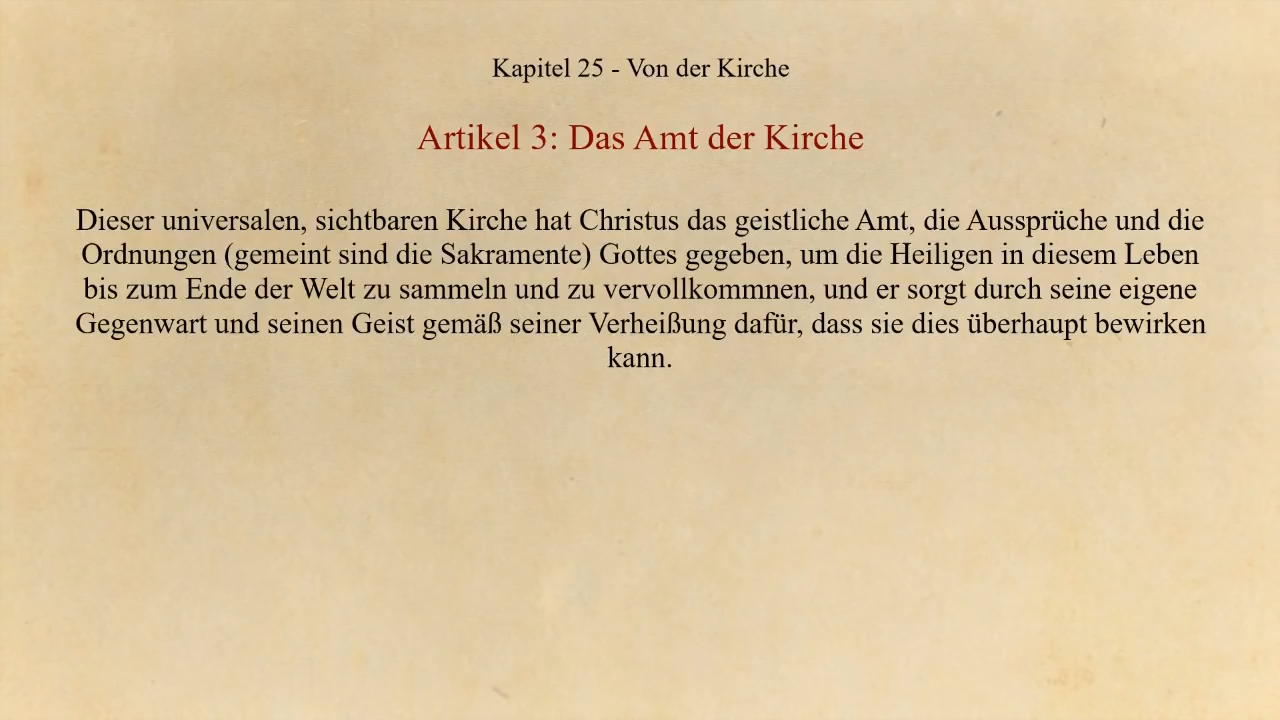 Kapitel 25 - Von der Kirche
Artikel 3: Das Amt der Kirche
Dieser universalen, sichtbaren Kirche hat Christus das geistliche Amt, die Aussprüche und die
Ordnungen (gemeint sind die Sakramente) Gottes gegeben, um die Heiligen in diesem Leben
bis zum Ende der Welt zu sammeln und zu vervollkommnen, und er sorgt durch seine eigene
Gegenwart und seinen Geist gemäß seiner Verheißung dafür, dass sie dies überhaupt bewirken
kann.